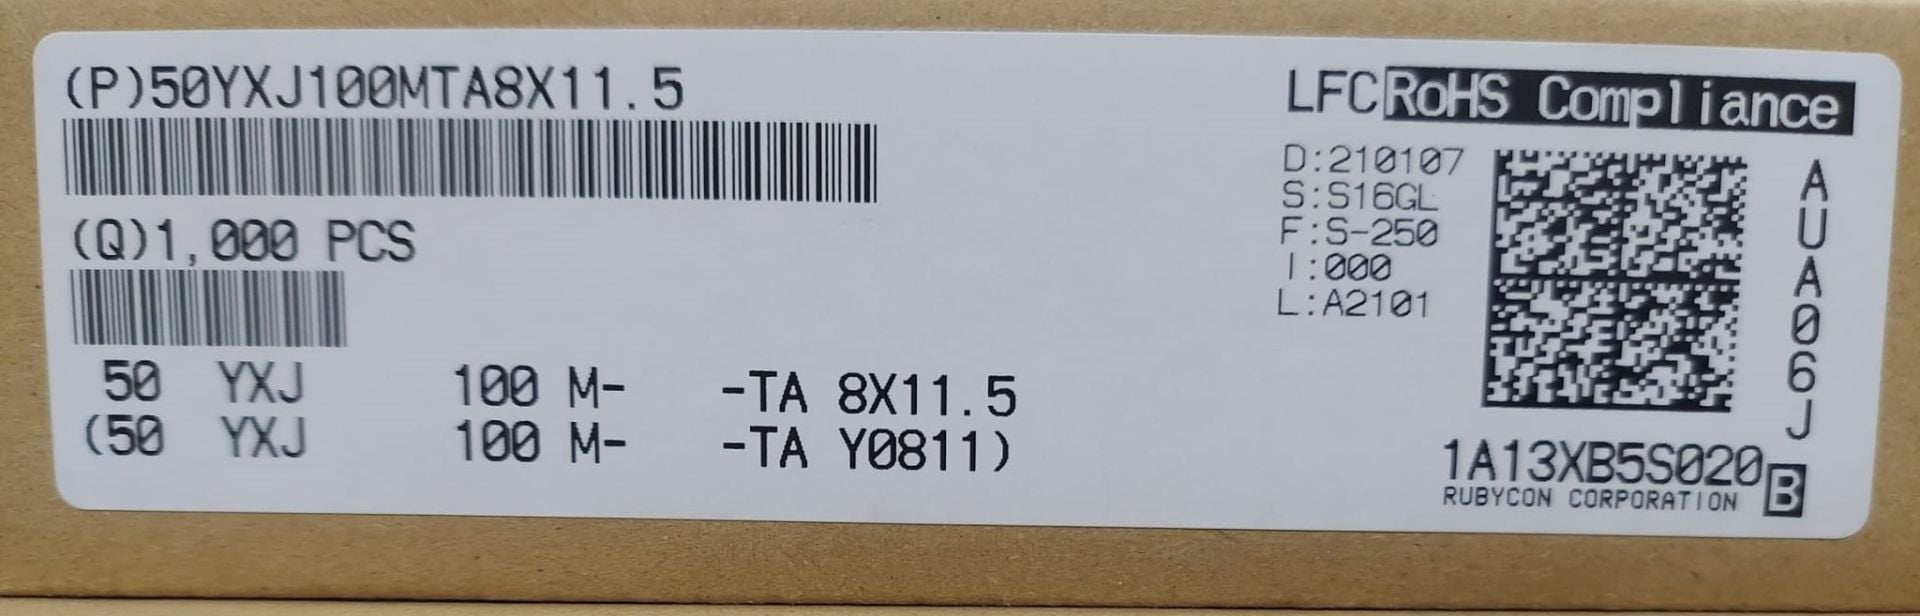 (P)50YXJ100MTA8X11.5
(Q)1,000 PCS
50 YXJ 100 M- -TA 8X11.5
(50 YXJ 100 M- -TA Y0811)
LFC RoHS Compliance
D:210107
S:S16GL
F:S-250
I:000
L:A2101
AUA06J
1A13XB5S020 B
RUBYCON CORPORATION